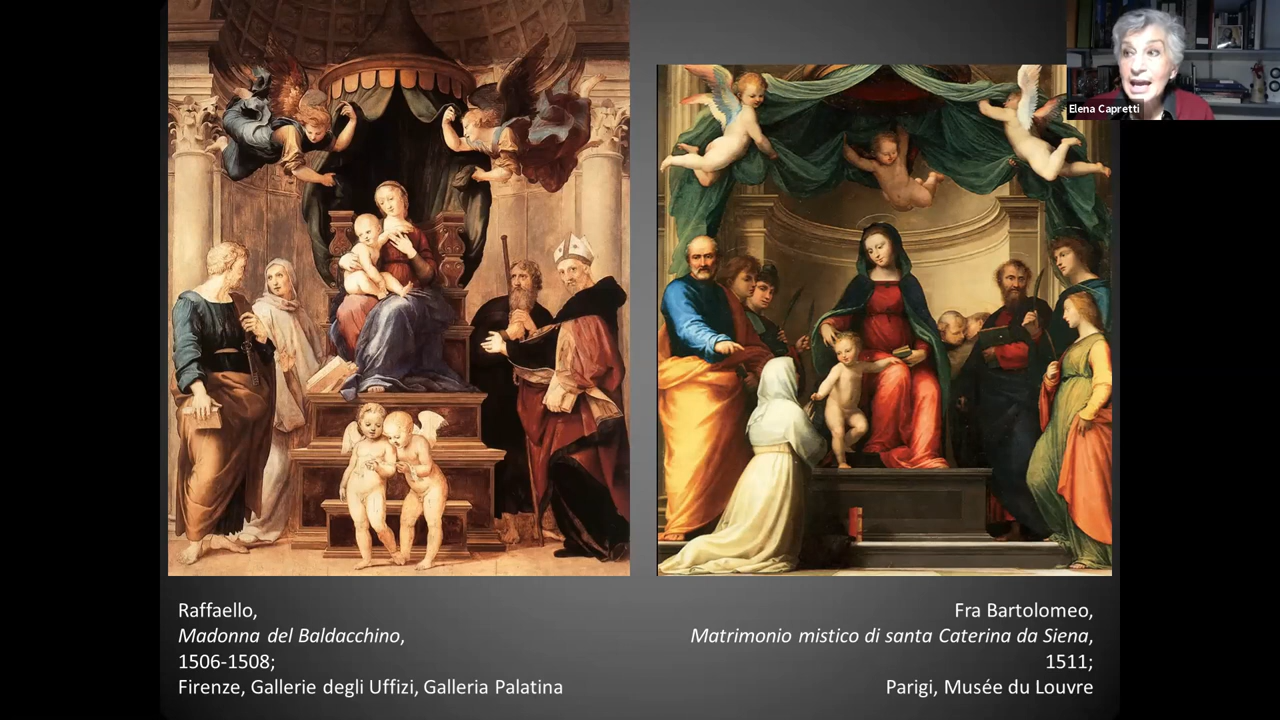 Elena Capretti
Raffaello,
Madonna del Baldacchino,
1506-1508;
Firenze, Gallerie degli Uffizi, Galleria Palatina
Fra Bartolomeo,
Matrimonio mistico di santa Caterina da Siena,
1511;
Parigi, Musée du Louvre